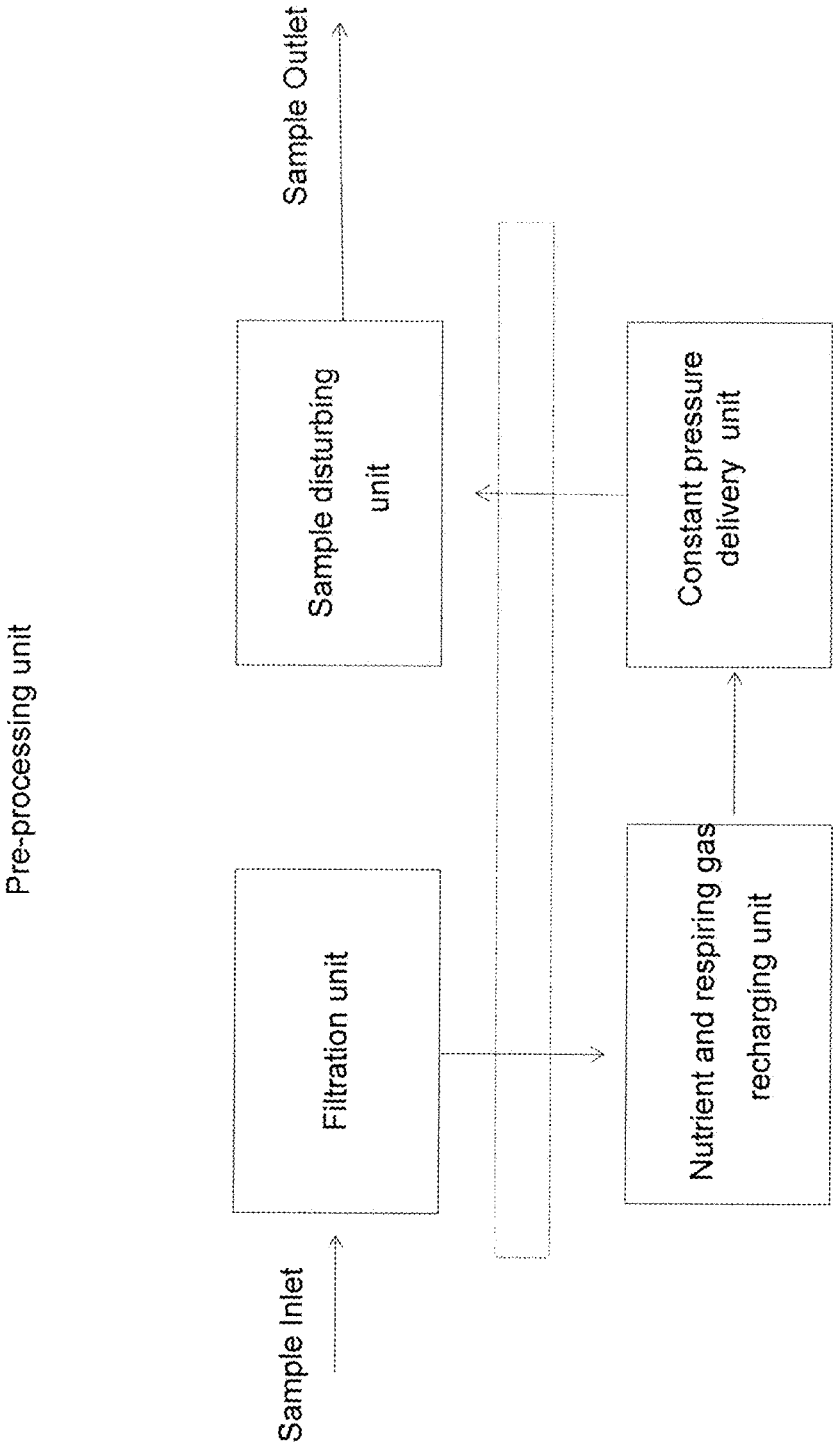 Pre-processing unit
Sample Inlet
Filtration unit
Nutrient and respiring gas
recharging unit
Constant pressure
delivery unit
Sample disturbing
unit
Sample Outlet